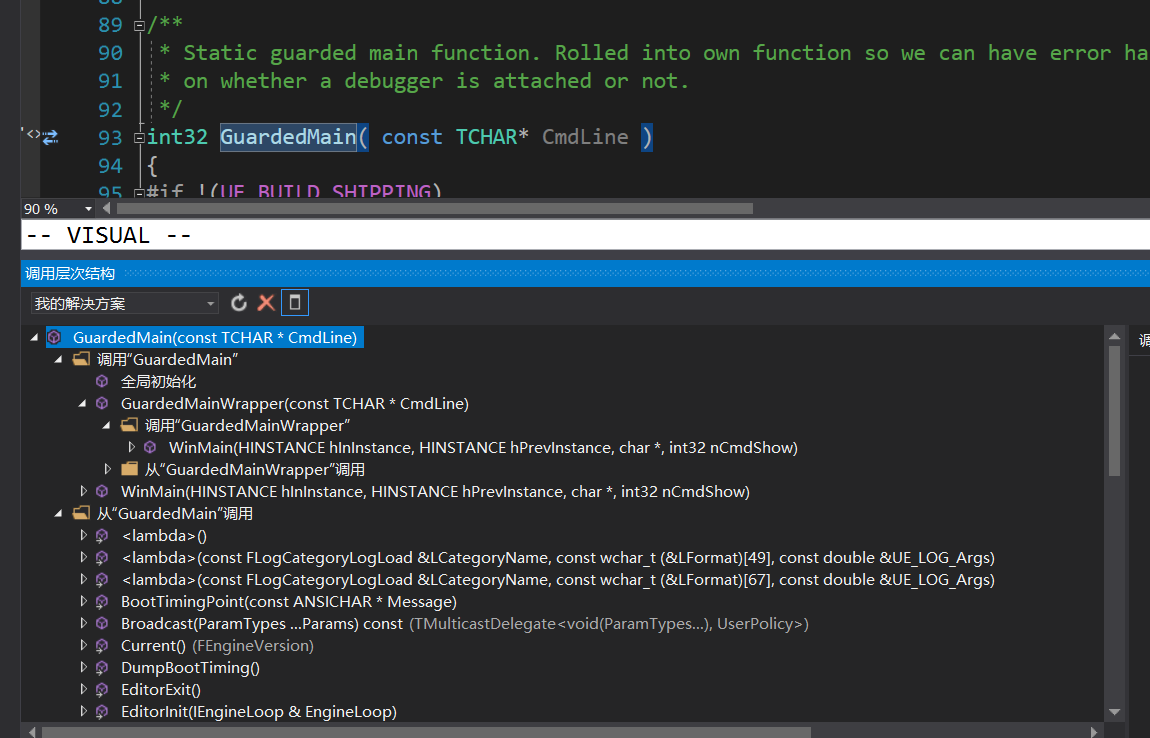 89 /**
90 * Static guarded main function. Rolled into own function so we can have error ha
91 * on whether a debugger is attached or not.
92 */
93 int32 GuardedMain( const TCHAR* CmdLine )
94 {
95 #if !(UE_BUILD_SHIPPING)
90 %
-- VISUAL --
调用层次结构
我的解决方案
GuardedMain(const TCHAR * CmdLine)
调
调用“GuardedMain”
全局初始化
GuardedMainWrapper(const TCHAR * CmdLine)
调用“GuardedMainWrapper”
WinMain(HINSTANCE hInInstance, HINSTANCE hPrevInstance, char *, int32 nCmdShow)
从“GuardedMainWrapper”调用
WinMain(HINSTANCE hInInstance, HINSTANCE hPrevInstance, char *, int32 nCmdShow)
从“GuardedMain”调用
<lambda>()
<lambda>(const FLogCategoryLogLoad &LCategoryName, const wchar_t (&LFormat)[49], const double &UE_LOG_Args)
<lambda>(const FLogCategoryLogLoad &LCategoryName, const wchar_t (&LFormat)[67], const double &UE_LOG_Args)
BootTimingPoint(const ANSICHAR * Message)
Broadcast(ParamTypes ...Params) const (TMulticastDelegate<void(ParamTypes...), UserPolicy>)
Current() (FEngineVersion)
DumpBootTiming()
EditorExit()
EditorInit(IEngineLoop & EngineLoop)